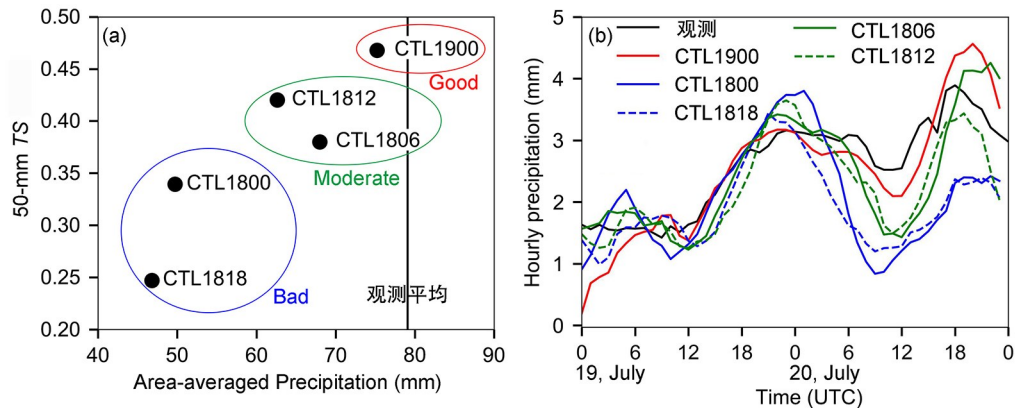 (a)
50-mm TS
0.50
0.45
0.40
0.35
0.30
0.25
0.20
CTL1900
Good
CTL1812
CTL1806
Moderate
CTL1800
CTL1818
Bad
观测平均
40 50 60 70 80 90
Area-averaged Precipitation (mm)
(b)
Hourly precipitation (mm)
5
4
3
2
1
0
观测
CTL1900
CTL1800
CTL1818
CTL1806
CTL1812
0 6 12 18 0 6 12 18 0
19, July 20, July
Time (UTC)